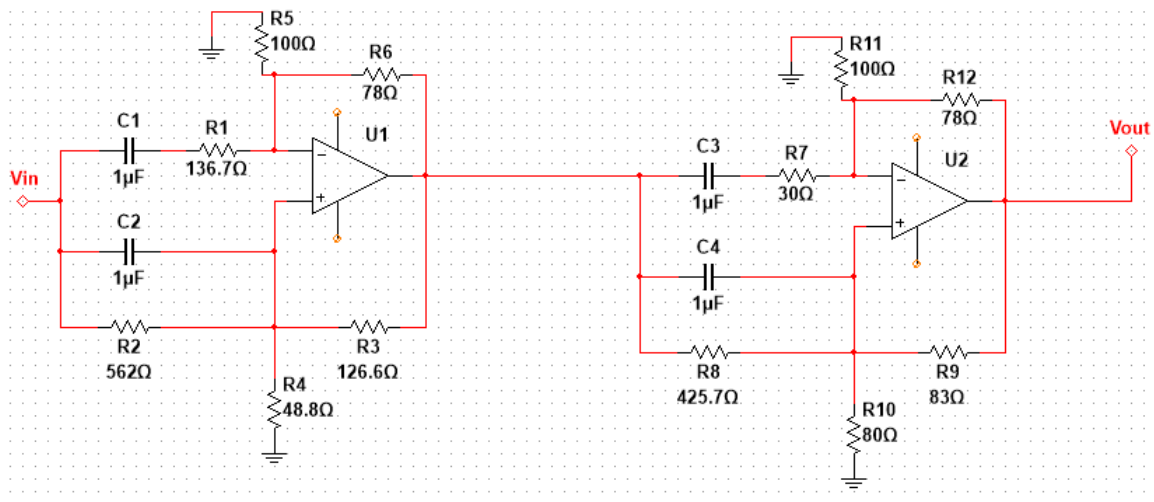 R5
100Ω
R6
78Ω
C1
1µF
R1
136.7Ω
U1
Vin
C2
1µF
R2
562Ω
R3
126.6Ω
R4
48.8Ω
R11
100Ω
R12
78Ω
Vout
C3
1µF
R7
30Ω
U2
C4
1µF
R8
425.7Ω
R9
83Ω
R10
80Ω